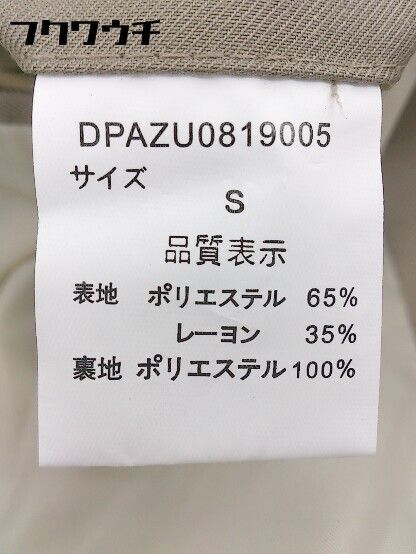 フクワウチ
DPAZU0819005
サイズ
S
品質表示
表地 ポリエステル 65%
レーヨン 35%
裏地 ポリエステル 100%